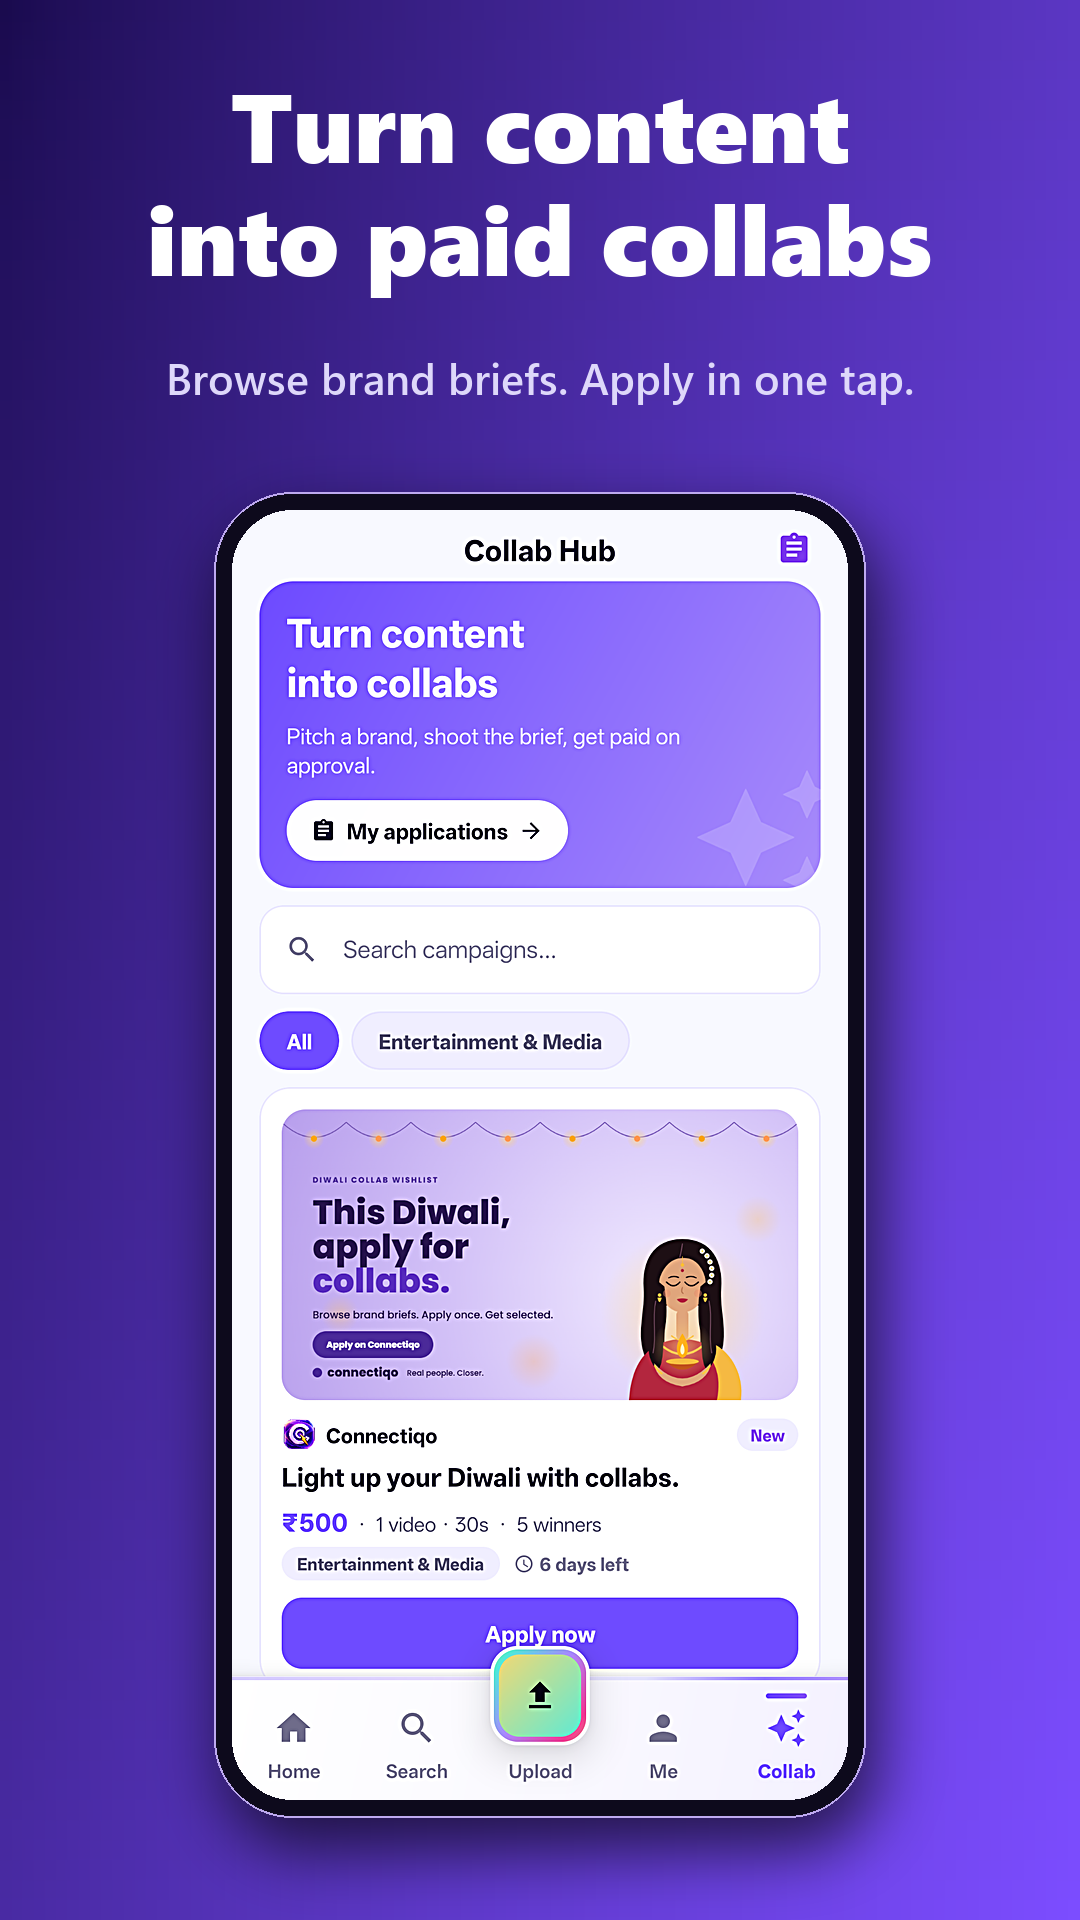 Turn content
into paid collabs
Browse brand briefs. Apply in one tap.
Collab Hub
Turn content
into collabs
Pitch a brand, shoot the brief, get paid on
approval.
My applications →
Search campaigns...
All
Entertainment & Media
DIWALI COLLAB WISHLIST
This Diwali,
apply for
collabs.
Browse brand briefs. Apply once. Get selected.
Apply on Connectiqo
connectiqo Real people. Closer.
Connectiqo
New
Light up your Diwali with collabs.
₹500 · 1 video · 30s · 5 winners
Entertainment & Media
6 days left
Apply now
Home
Search
Upload
Me
Collab